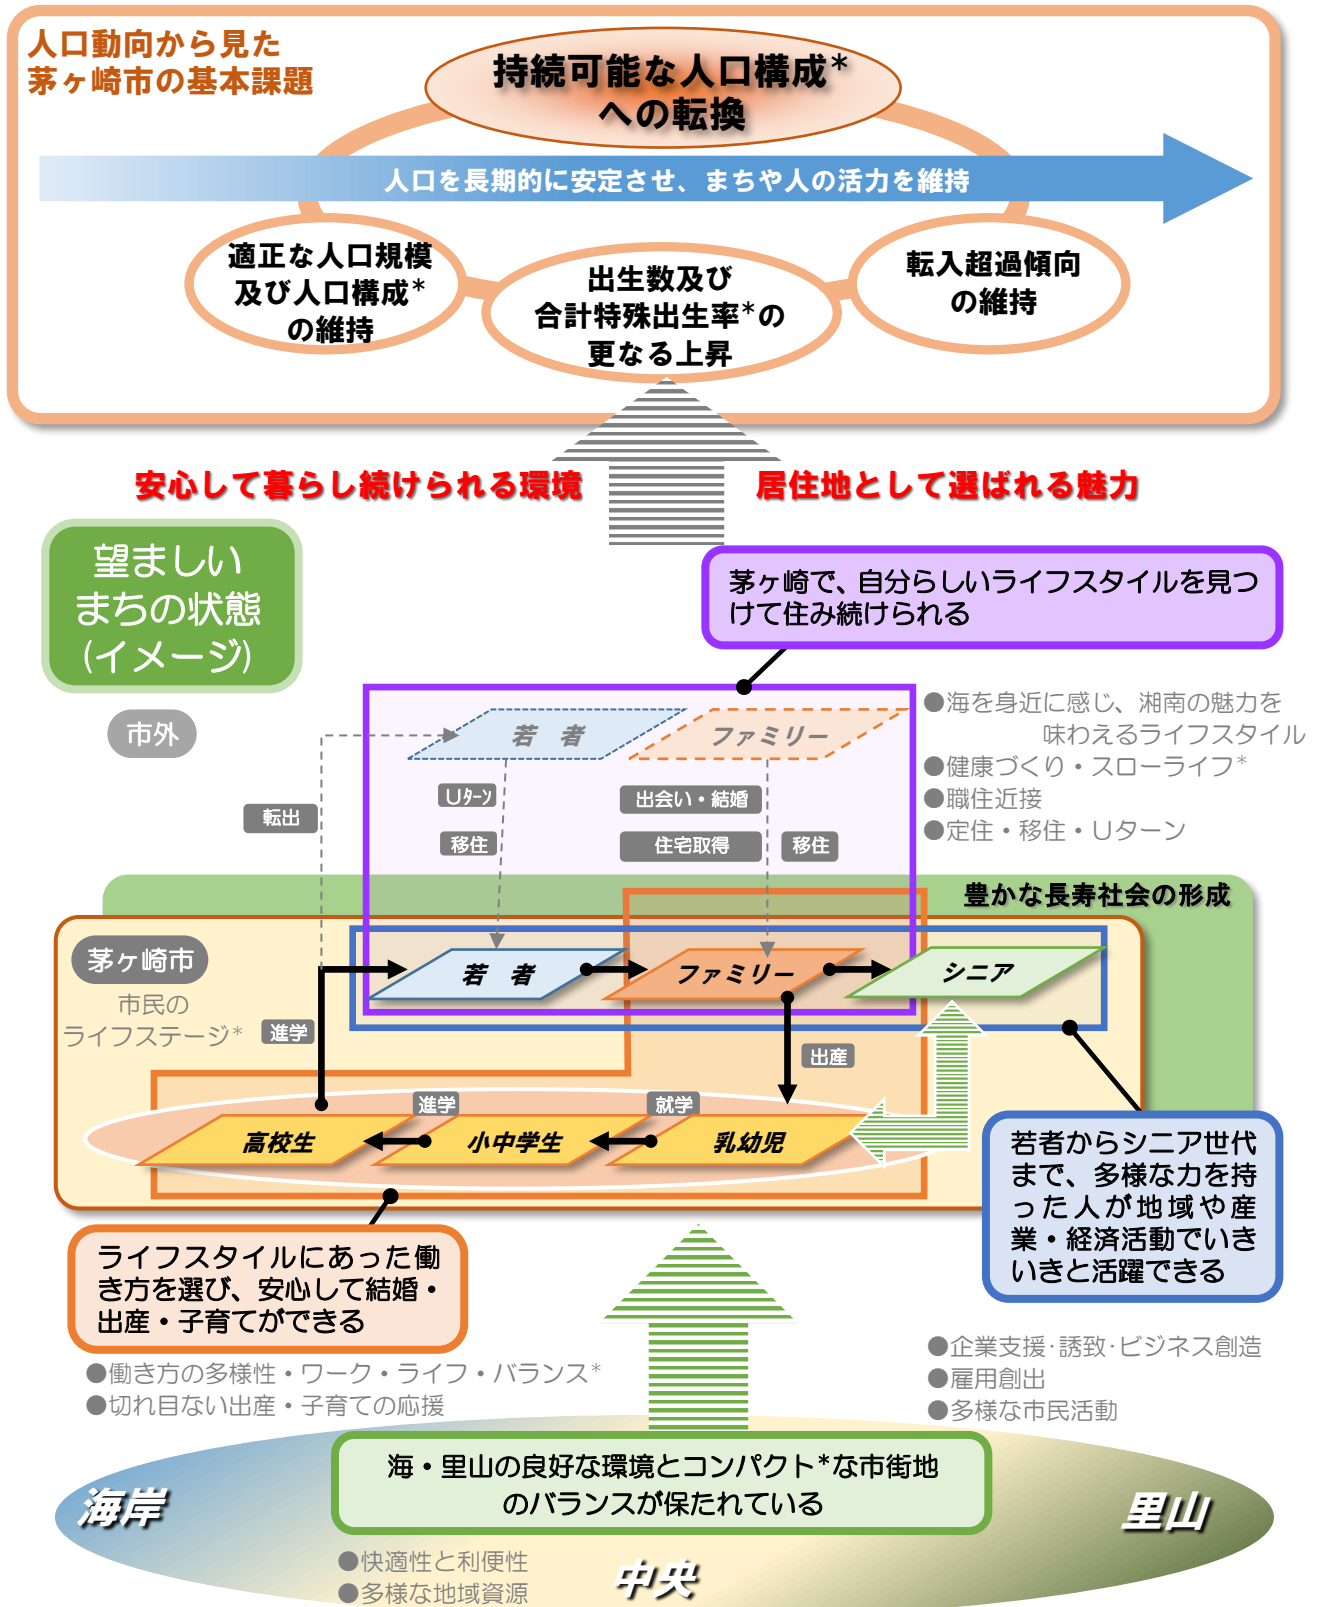 人口動向から見た
茅ヶ崎市の基本課題
持続可能な人口構成*
への転換
人口を長期的に安定させ、まちや人の活力を維持
適正な人口規模
及び人口構成*
の維持
出生数及び
合計特殊出生率*の
更なる上昇
転入超過傾向
の維持
安心して暮らし続けられる環境
居住地として選ばれる魅力
望ましい
まちの状態
(イメージ)
茅ヶ崎で、自分らしいライフスタイルを見つ
けて住み続けられる
市外
若 者
ファミリー
●海を身近に感じ、湘南の魅力を
味わえるライフスタイル
●健康づくり・スローライフ*
●職住近接
●定住・移住・Uターン
転出
Uターン
移住
出会い・結婚
住宅取得
移住
豊かな長寿社会の形成
茅ヶ崎市
市民の
ライフステージ*
若 者
ファミリー
シニア
進学
出産
進学
就学
高校生
小中学生
乳幼児
若者からシニア世代
まで、多様な力を持
った人が地域や産
業・経済活動でいき
いきと活躍できる
ライフスタイルにあった働
き方を選び、安心して結婚・
出産・子育てができる
●働き方の多様性・ワーク・ライフ・バランス*
●切れ目ない出産・子育ての応援
●企業支援・誘致・ビジネス創造
●雇用創出
●多様な市民活動
海・里山の良好な環境とコンパクト*な市街地
のバランスが保たれている
海岸
里山
中央
●快適性と利便性
●多様な地域資源